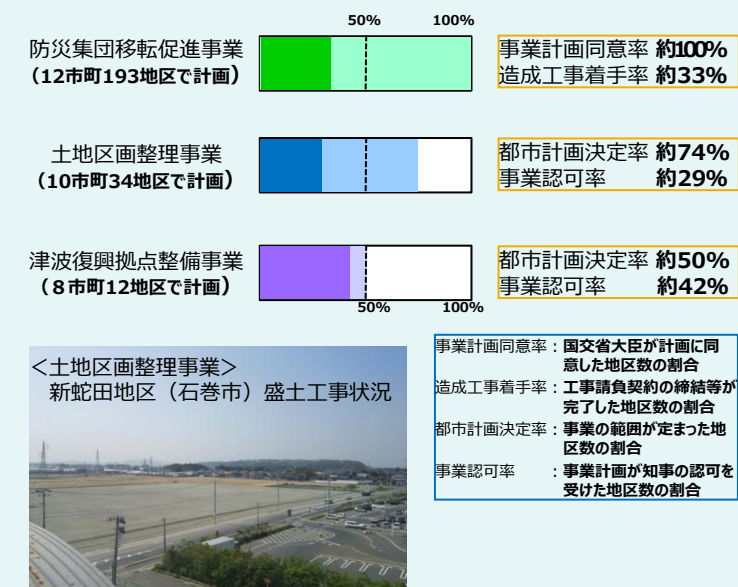 50% 100%
防災集団移転促進事業
（12市町193地区で計画）
事業計画同意率 約100%
造成工事着手率 約33%
土地区画整理事業
（10市町34地区で計画）
都市計画決定率 約74%
事業認可率 約29%
津波復興拠点整備事業
（８市町12地区で計画）
都市計画決定率 約50%
事業認可率 約42%
50% 100%
＜土地区画整理事業＞
新蛇田地区（石巻市）盛土工事状況
事業計画同意率：国交省大臣が計画に同
意した地区数の割合
造成工事着手率：工事請負契約の締結等が
完了した地区数の割合
都市計画決定率：事業の範囲が定まった地
区数の割合
事業認可率　　：事業計画が知事の認可を
受けた地区数の割合